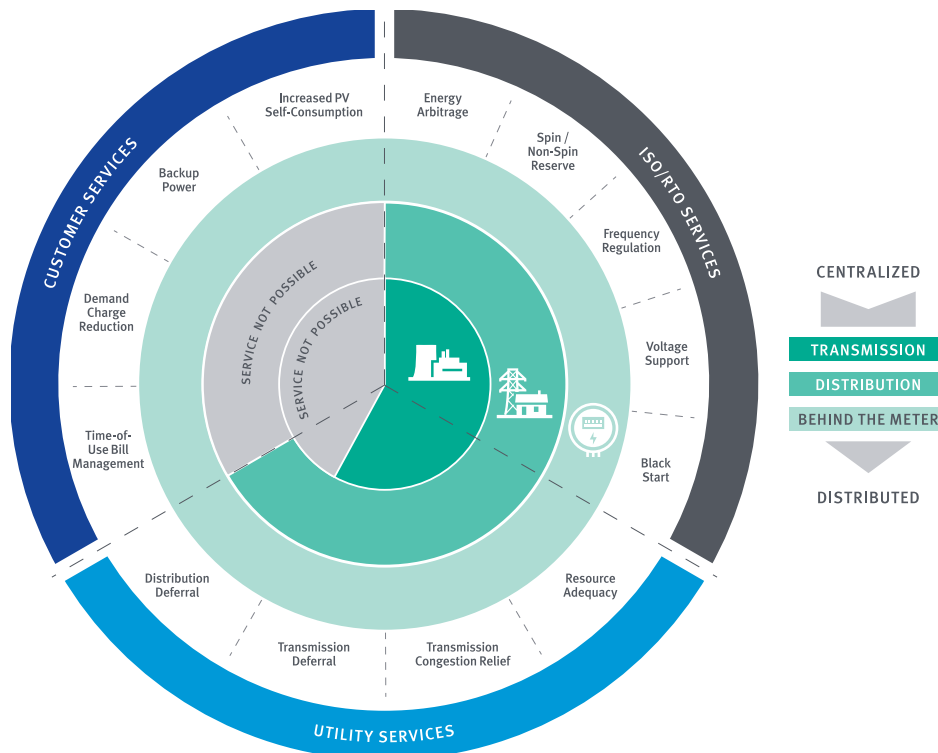 CUSTOMER SERVICES
Increased PV
Self-Consumption
Backup
Power
Demand
Charge
Reduction
Time-of-
Use Bill
Management
ISO/RTO SERVICES
Energy
Arbitrage
Spin /
Non-Spin
Reserve
Frequency
Regulation
Voltage
Support
Black
Start
UTILITY SERVICES
Resource
Adequacy
Transmission
Congestion Relief
Transmission
Deferral
Distribution
Deferral
SERVICE NOT POSSIBLE
SERVICE NOT POSSIBLE
CENTRALIZED
TRANSMISSION
DISTRIBUTION
BEHIND THE METER
DISTRIBUTED